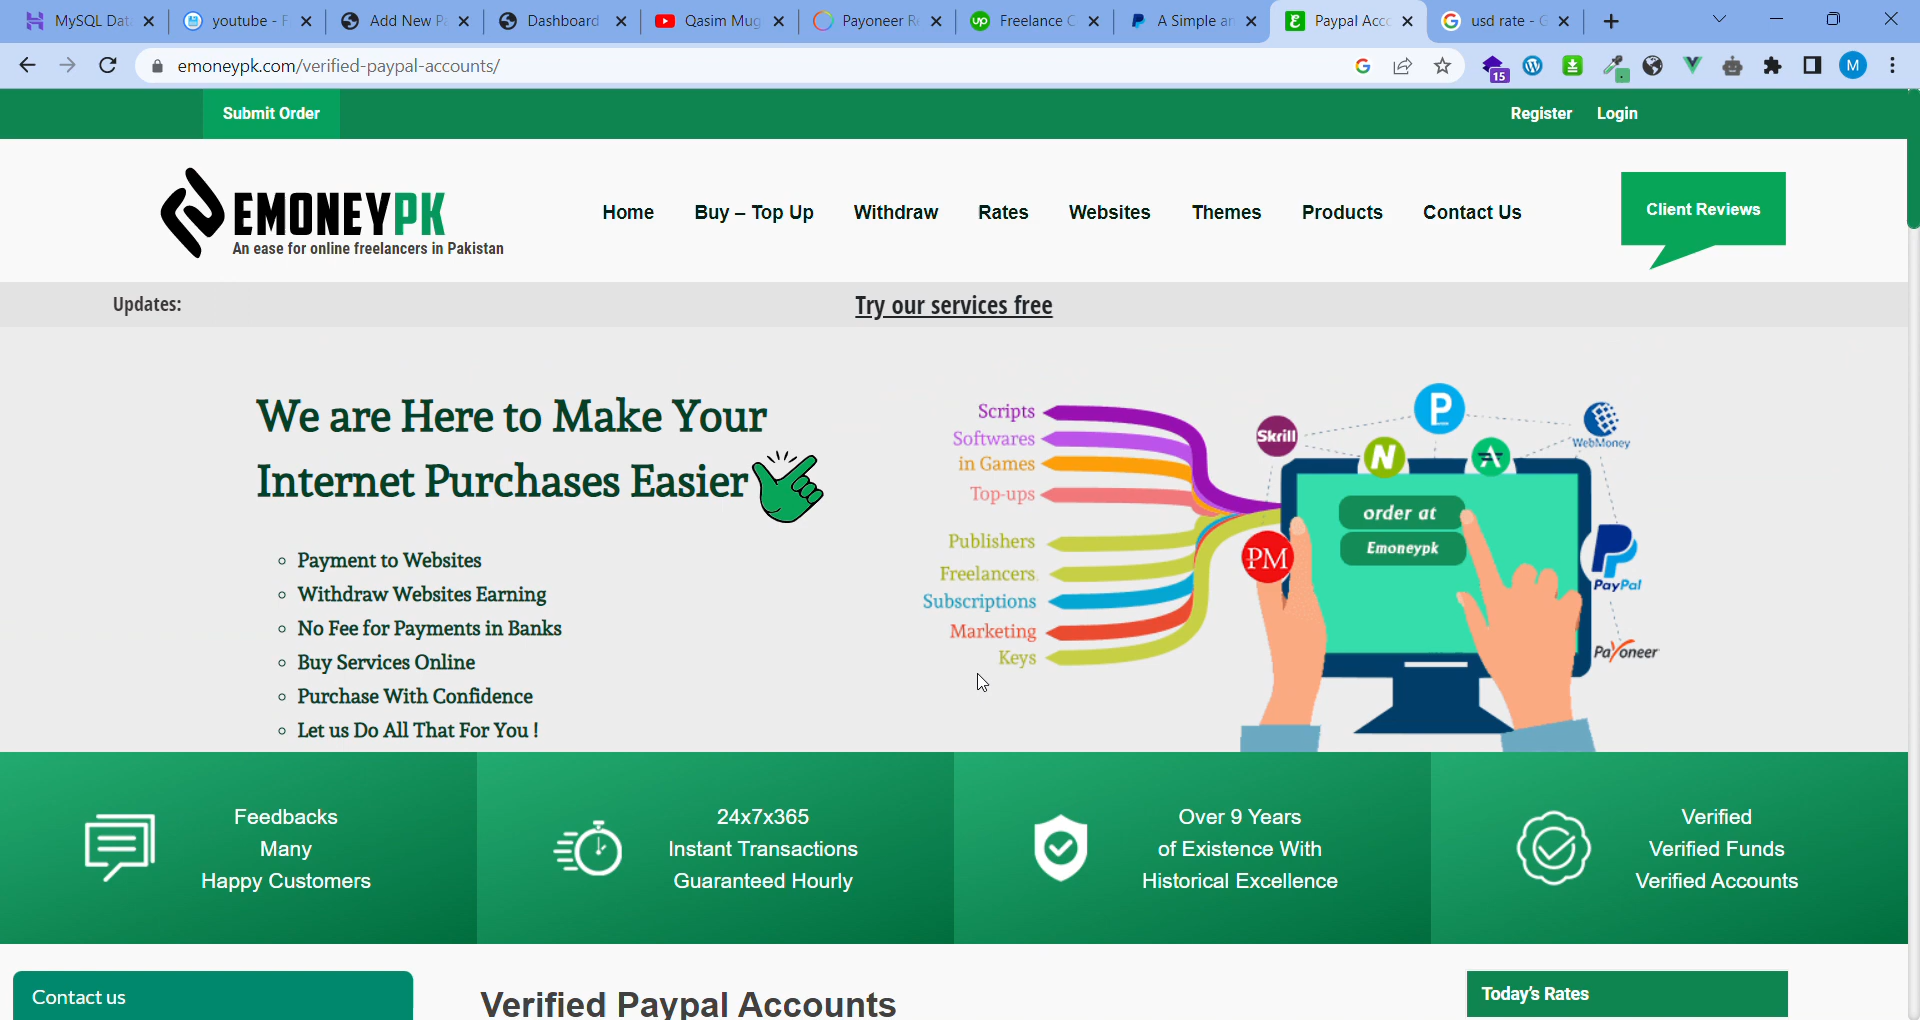 MySQL Dat
youtube - F
Add New P
Dashboard
Qasim Mug
Payoneer R
Freelance C
A Simple an
Paypal Acc
usd rate - G
emoneypk.com/verified-paypal-accounts/
15
M
Submit Order
Register
Login
EMONEYPK
An ease for online freelancers in Pakistan
Home
Buy – Top Up
Withdraw
Rates
Websites
Themes
Products
Contact Us
Client Reviews
Updates:
Try our services free
We are Here to Make Your
Internet Purchases Easier
Payment to Websites
Withdraw Websites Earning
No Fee for Payments in Banks
Buy Services Online
Purchase With Confidence
Let us Do All That For You !
Scripts
Softwares
in Games
Top-ups
Publishers
Freelancers
Subscriptions
Marketing
Keys
Skrill
P
WebMoney
N
order at
Emoneypk
PM
PayPal
Payoneer
Feedbacks
Many
Happy Customers
24x7x365
Instant Transactions
Guaranteed Hourly
Over 9 Years
of Existence With
Historical Excellence
Verified
Verified Funds
Verified Accounts
Contact us
Verified Paypal Accounts
Today's Rates